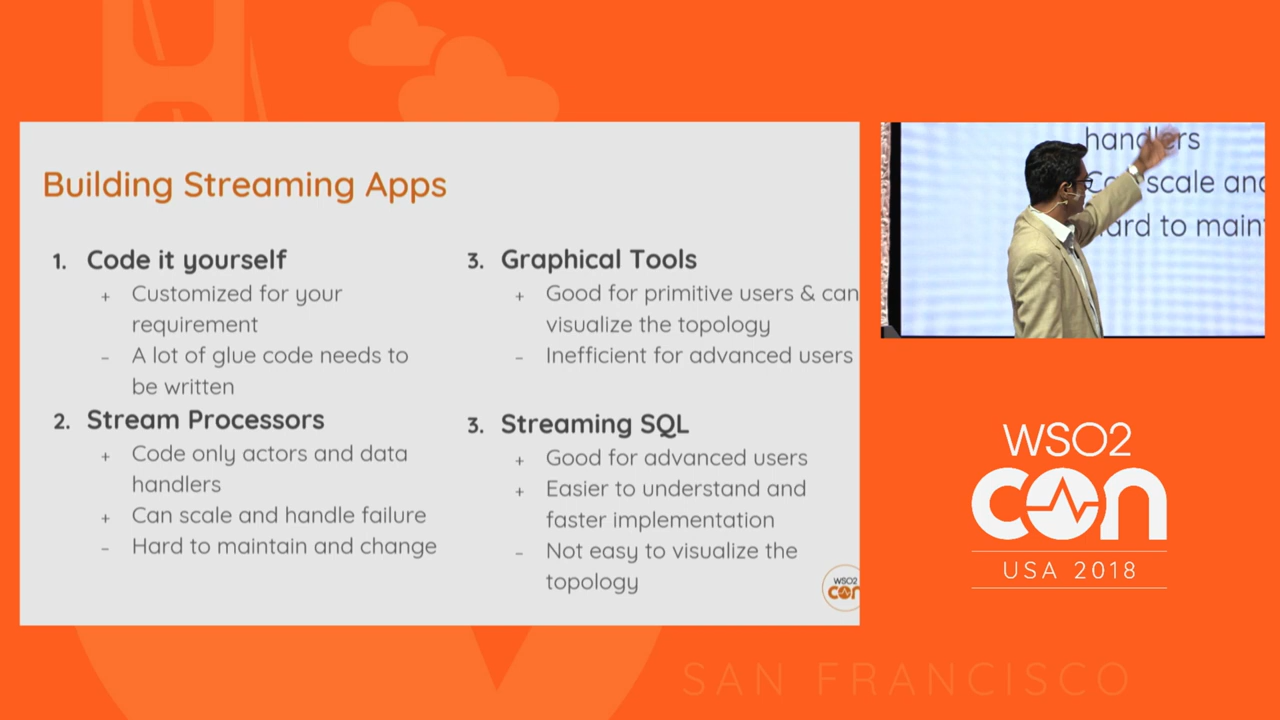 Building Streaming Apps
1. Code it yourself
+ Customized for your
requirement
– A lot of glue code needs to
be written
2. Stream Processors
+ Code only actors and data
handlers
+ Can scale and handle failure
– Hard to maintain and change
3. Graphical Tools
+ Good for primitive users & can
visualize the topology
– Inefficient for advanced users
3. Streaming SQL
+ Good for advanced users
+ Easier to understand and
faster implementation
– Not easy to visualize the
topology
WSO2
con
handlers
scale and
to main
WSO2
con
USA 2018
SAN FRANCISCO